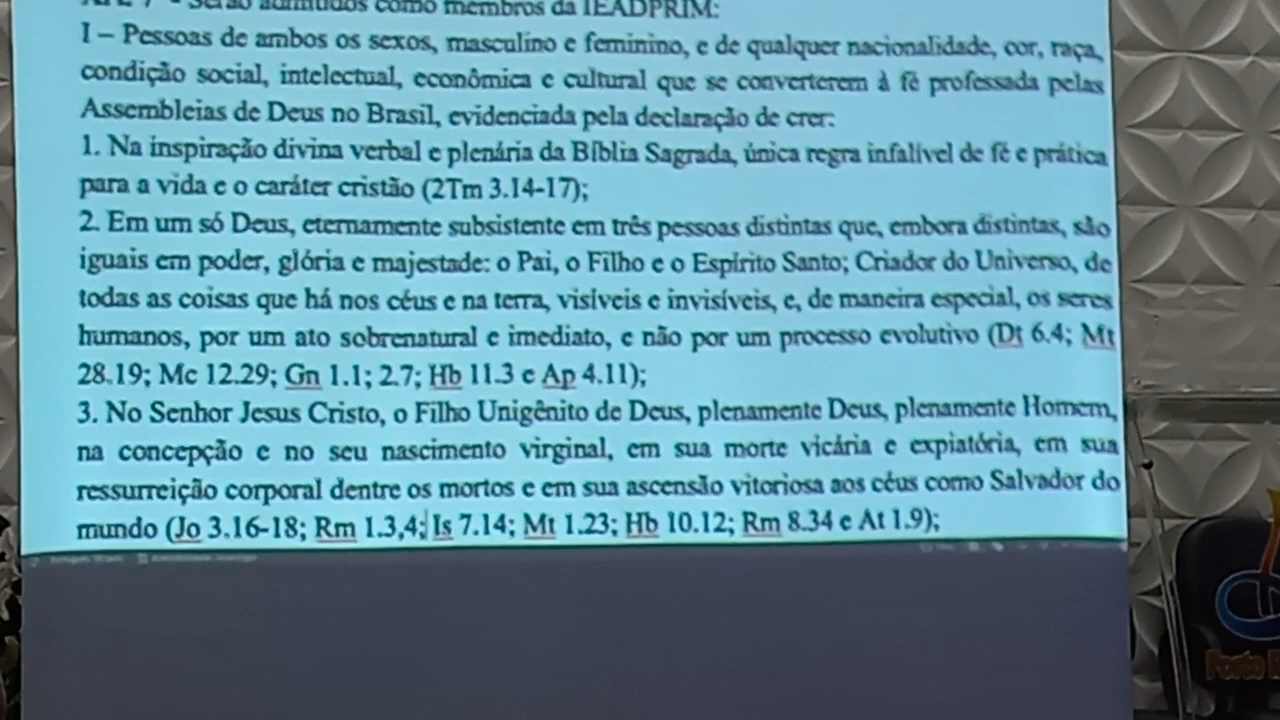 Serão admitidos como membros da IEADPRIM:
I – Pessoas de ambos os sexos, masculino e feminino, e de qualquer nacionalidade, cor, raça,
condição social, intelectual, econômica e cultural que se converterem à fé professada pelas
Assembleias de Deus no Brasil, evidenciada pela declaração de crer:
1. Na inspiração divina verbal e plenária da Bíblia Sagrada, única regra infalível de fé e prática
para a vida e o caráter cristão (2Tm 3.14-17);
2. Em um só Deus, eternamente subsistente em três pessoas distintas que, embora distintas, são
iguais em poder, glória e majestade: o Pai, o Filho e o Espírito Santo; Criador do Universo, de
todas as coisas que há nos céus e na terra, visíveis e invisíveis, e, de maneira especial, os seres
humanos, por um ato sobrenatural e imediato, e não por um processo evolutivo (Dt 6.4; Mt
28.19; Mc 12.29; Gn 1.1; 2.7; Hb 11.3 e Ap 4.11);
3. No Senhor Jesus Cristo, o Filho Unigênito de Deus, plenamente Deus, plenamente Homem,
na concepção e no seu nascimento virginal, em sua morte vicária e expiatória, em sua
ressurreição corporal dentre os mortos e em sua ascensão vitoriosa aos céus como Salvador do
mundo (Jo 3.16-18; Rm 1.3,4; Is 7.14; Mt 1.23; Hb 10.12; Rm 8.34 e At 1.9);
Porto